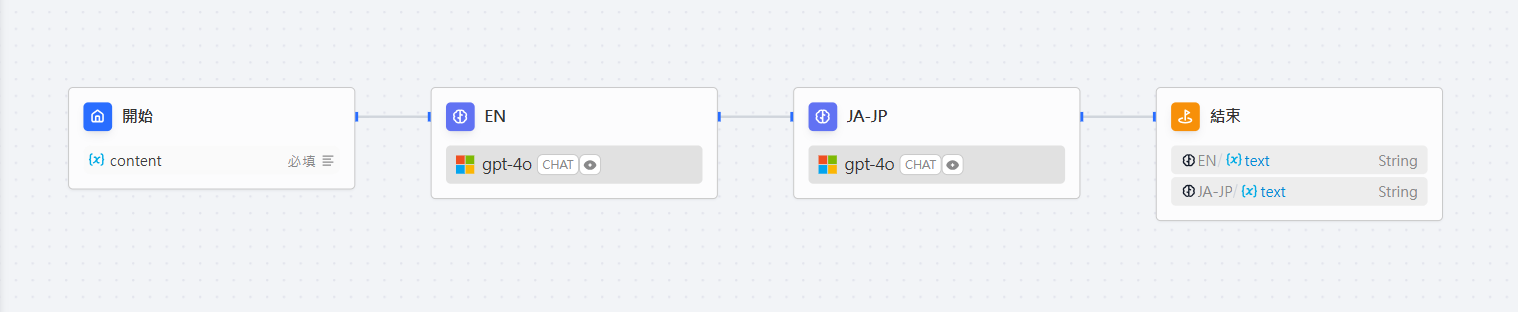 開始
{x} content 必填
EN
gpt-4o CHAT
JA-JP
gpt-4o CHAT
結束
EN/ {x} text String
JA-JP/ {x} text String